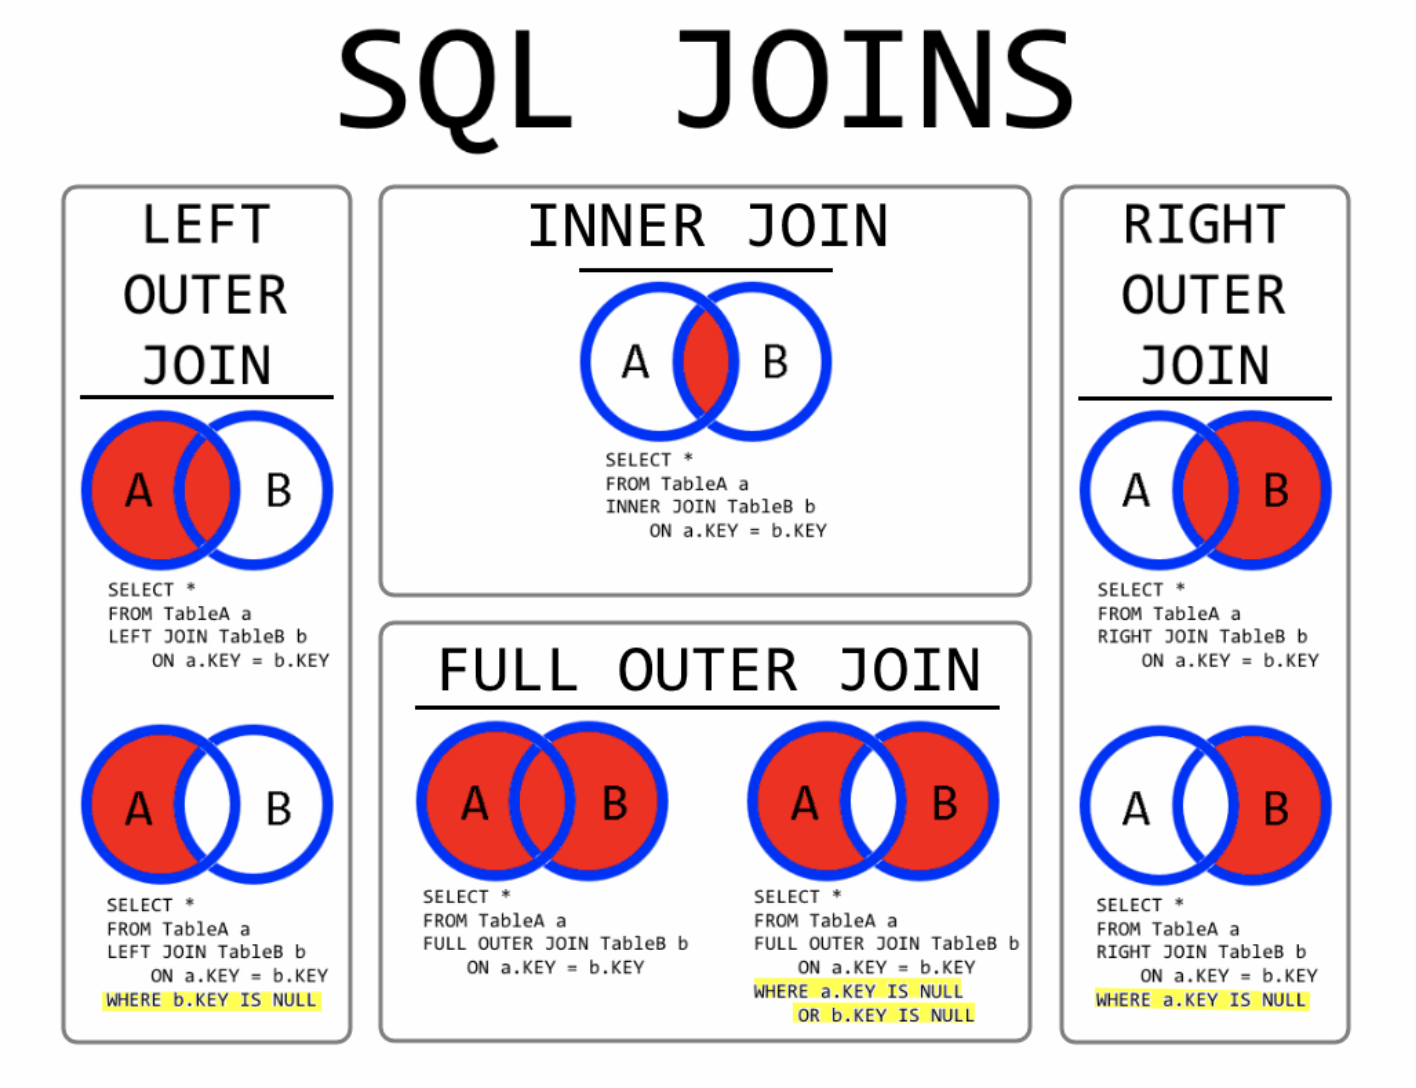 SQL JOINS
LEFT
OUTER
JOIN
A B
SELECT *
FROM TableA a
LEFT JOIN TableB b
ON a.KEY = b.KEY
A B
SELECT *
FROM TableA a
LEFT JOIN TableB b
ON a.KEY = b.KEY
WHERE b.KEY IS NULL
INNER JOIN
A B
SELECT *
FROM TableA a
INNER JOIN TableB b
ON a.KEY = b.KEY
FULL OUTER JOIN
A B
SELECT *
FROM TableA a
FULL OUTER JOIN TableB b
ON a.KEY = b.KEY
A B
SELECT *
FROM TableA a
FULL OUTER JOIN TableB b
ON a.KEY = b.KEY
WHERE a.KEY IS NULL
OR b.KEY IS NULL
RIGHT
OUTER
JOIN
A B
SELECT *
FROM TableA a
RIGHT JOIN TableB b
ON a.KEY = b.KEY
A B
SELECT *
FROM TableA a
RIGHT JOIN TableB b
ON a.KEY = b.KEY
WHERE a.KEY IS NULL